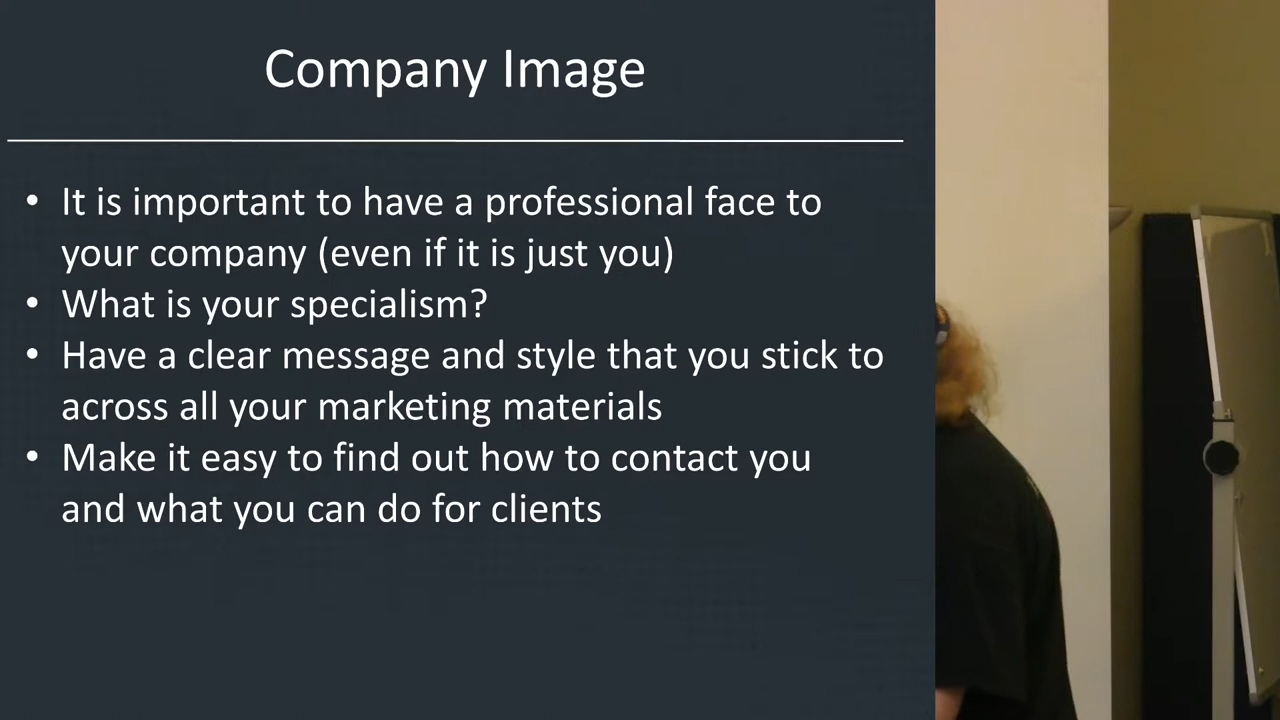 Company Image
• It is important to have a professional face to
your company (even if it is just you)
• What is your specialism?
• Have a clear message and style that you stick to
across all your marketing materials
• Make it easy to find out how to contact you
and what you can do for clients